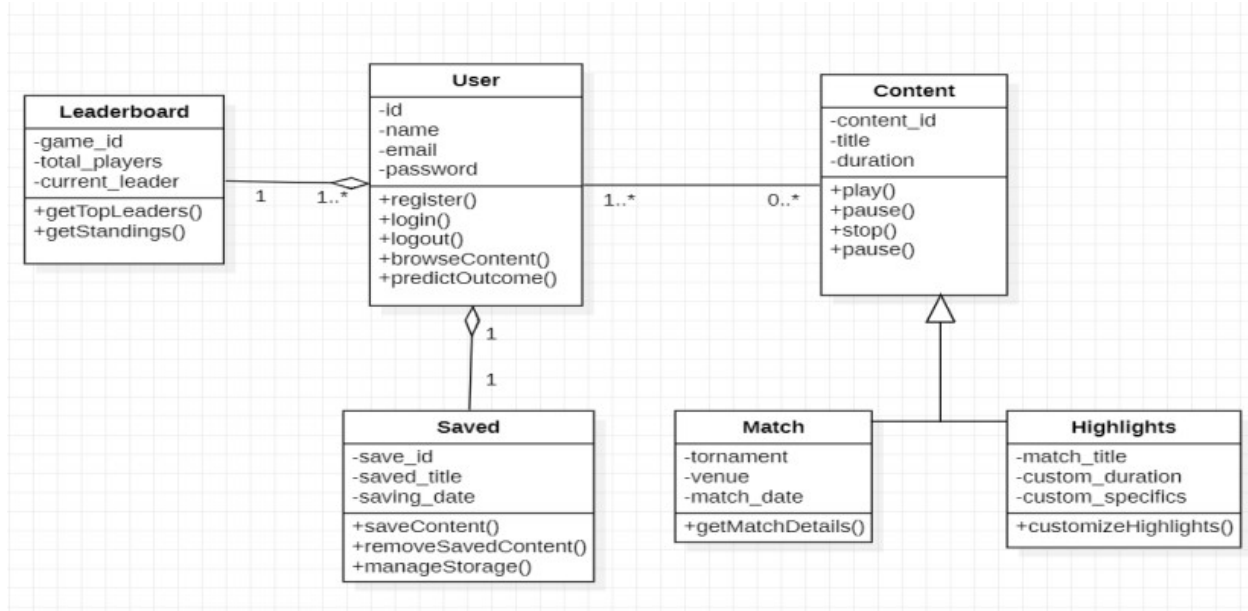 Leaderboard
-game_id
-total_players
-current_leader
+getTopLeaders()
+getStandings()
1
1..*
User
-id
-name
-email
-password
+register()
+login()
+logout()
+browseContent()
+predictOutcome()
1..*
0..*
Content
-content_id
-title
-duration
+play()
+pause()
+stop()
+pause()
1
1
Saved
-save_id
-saved_title
-saving_date
+saveContent()
+removeSavedContent()
+manageStorage()
Match
-tornament
-venue
-match_date
+getMatchDetails()
Highlights
-match_title
-custom_duration
-custom_specifics
+customizeHighlights()